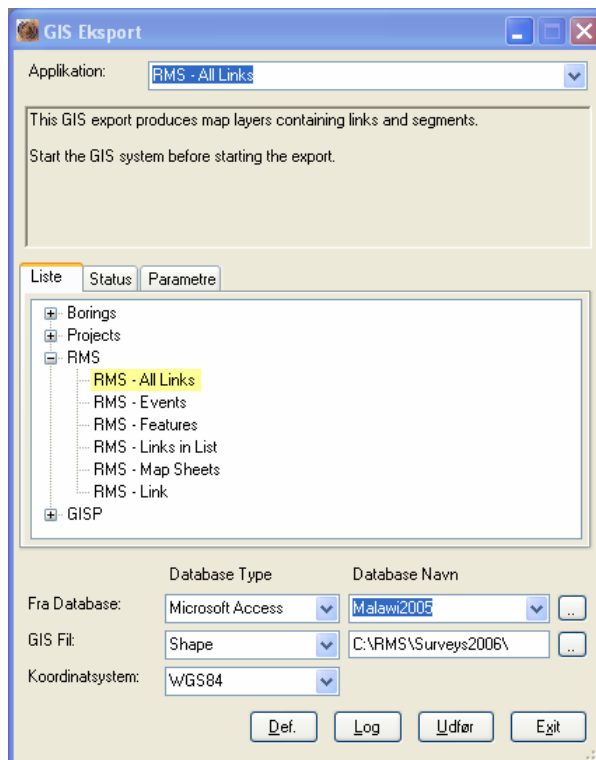 GIS Eksport
Applikation: RMS - All Links
This GIS export produces map layers containing links and segments.
Start the GIS system before starting the export.
Liste Status Parametre
Borings
Projects
RMS
RMS - All Links
RMS - Events
RMS - Features
RMS - Links in List
RMS - Map Sheets
RMS - Link
GISP
Database Type Database Navn
Fra Database: Microsoft Access Malawi2005 ..
GIS Fil: Shape C:\RMS\Surveys2006\ ..
Koordinatsystem: WGS84
Def. Log Udfør Exit